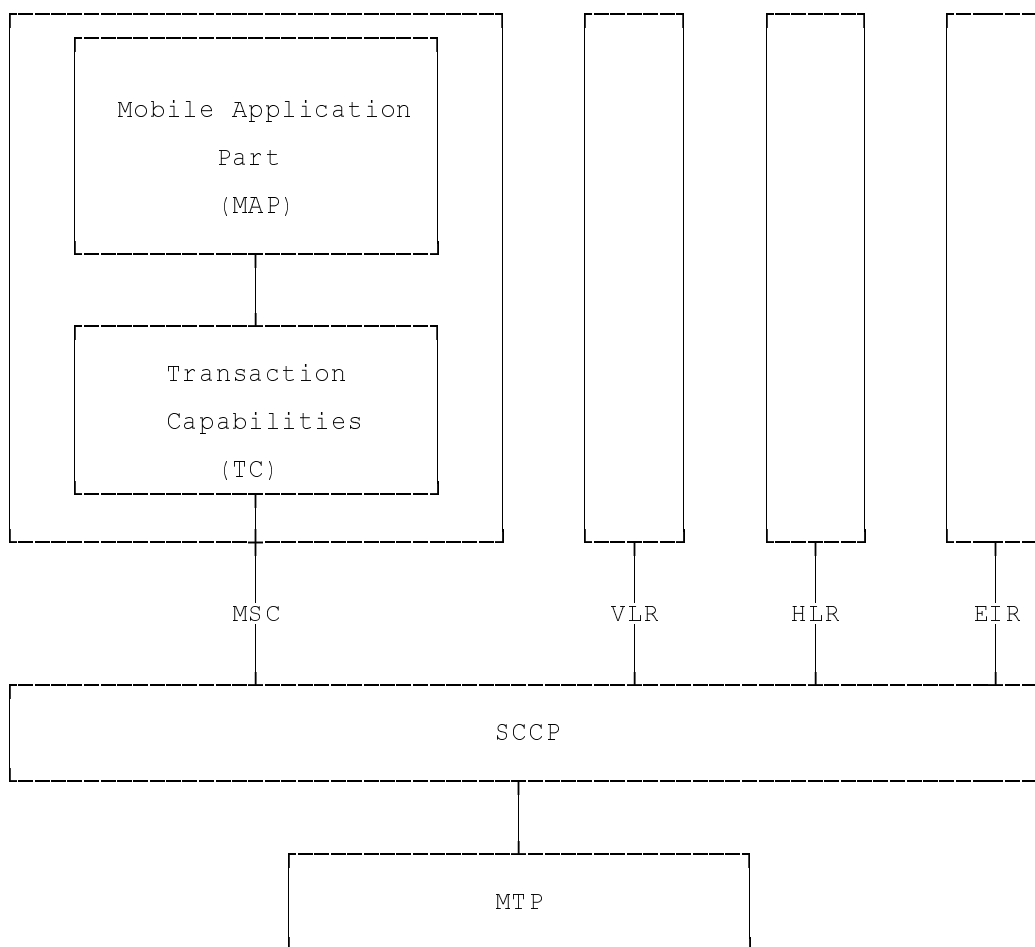 Mobile Application
Part
(MAP)
Transaction
Capabilities
(TC)
MSC
VLR
HLR
EIR
SCCP
MTP